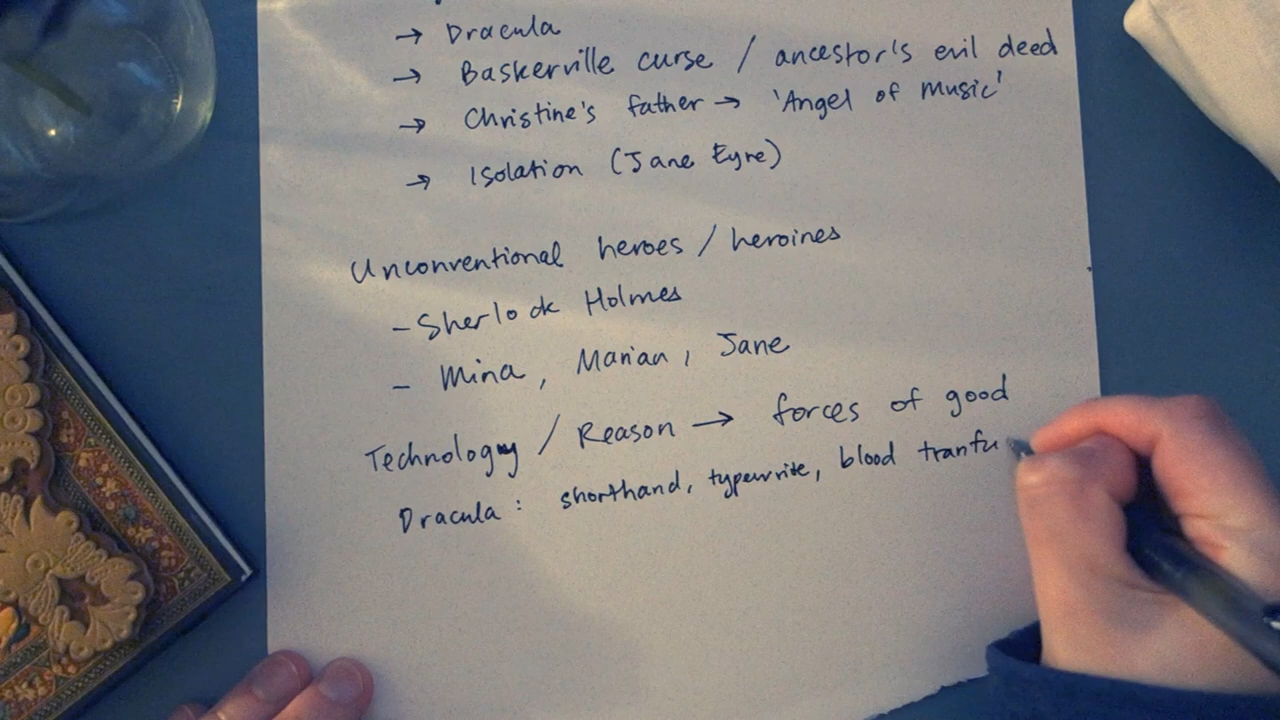 → Dracula
→ Baskerville curse / ancestor's evil deed
→ Christine's father → 'Angel of Music'
→ Isolation (Jane Eyre)
Unconventional heroes / heroines
- Sherlock Holmes
- Mina, Marian, Jane
Technology / Reason → forces of good
Dracula: shorthand, typewrite, blood tranfu